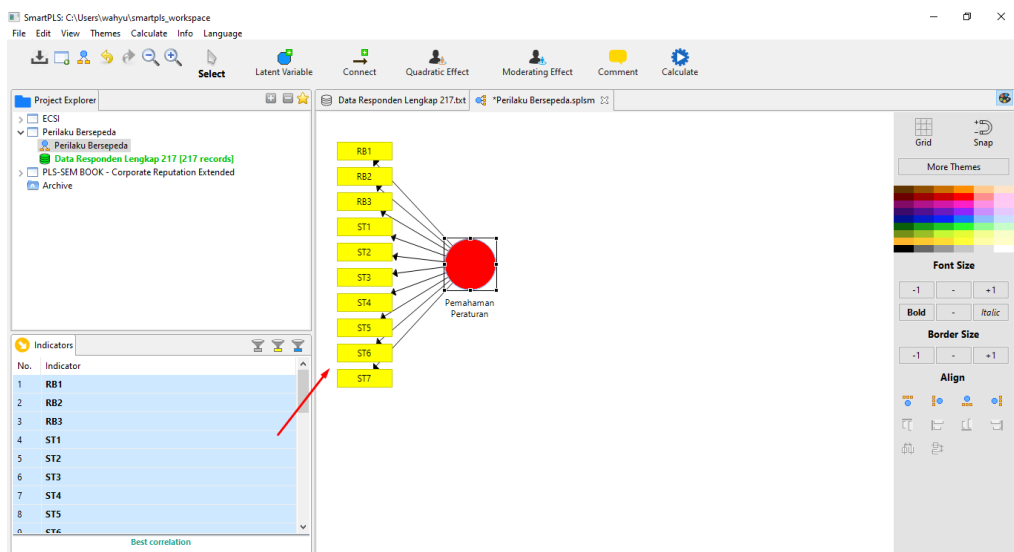 SmartPLS: C:\Users\wahyu\smartpls_workspace
File Edit View Themes Calculate Info Language
Select
Latent Variable
Connect
Quadratic Effect
Moderating Effect
Comment
Calculate
Project Explorer
Data Responden Lengkap 217.txt
*Perilaku Bersepeda.splsm
ECSI
Perilaku Bersepeda
Perilaku Bersepeda
Data Responden Lengkap 217 [217 records]
PLS-SEM BOOK - Corporate Reputation Extended
Archive
Indicators
No. Indicator
1 RB1
2 RB2
3 RB3
4 ST1
5 ST2
6 ST3
7 ST4
8 ST5
9 ST6
Best correlation
RB1
RB2
RB3
ST1
ST2
ST3
ST4
ST5
ST6
ST7
Pemahaman
Peraturan
Grid
Snap
More Themes
Font Size
-1 - +1
Bold - Italic
Border Size
-1 - +1
Align